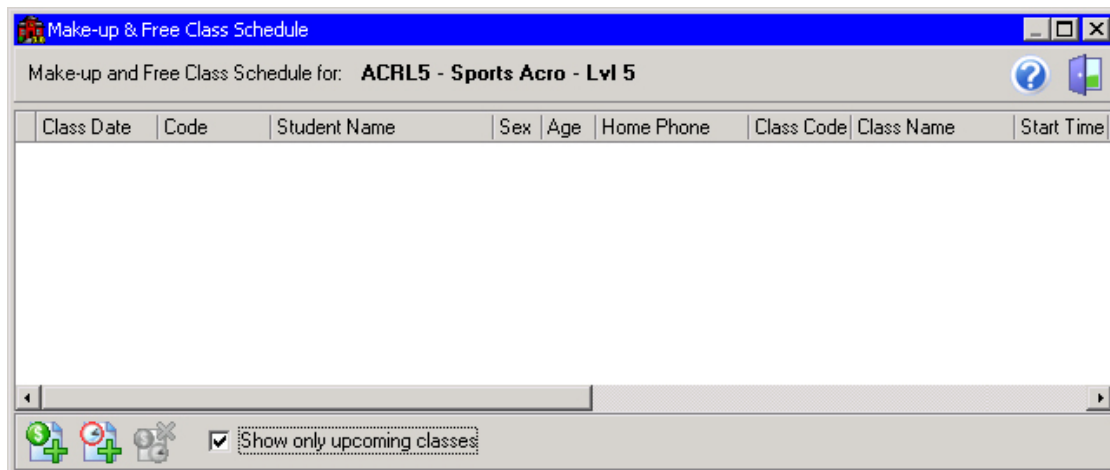 Make-up & Free Class Schedule
Make-up and Free Class Schedule for: ACRL5 - Sports Acro - Lvl 5
Class Date Code Student Name Sex Age Home Phone Class Code Class Name Start Time
Show only upcoming classes